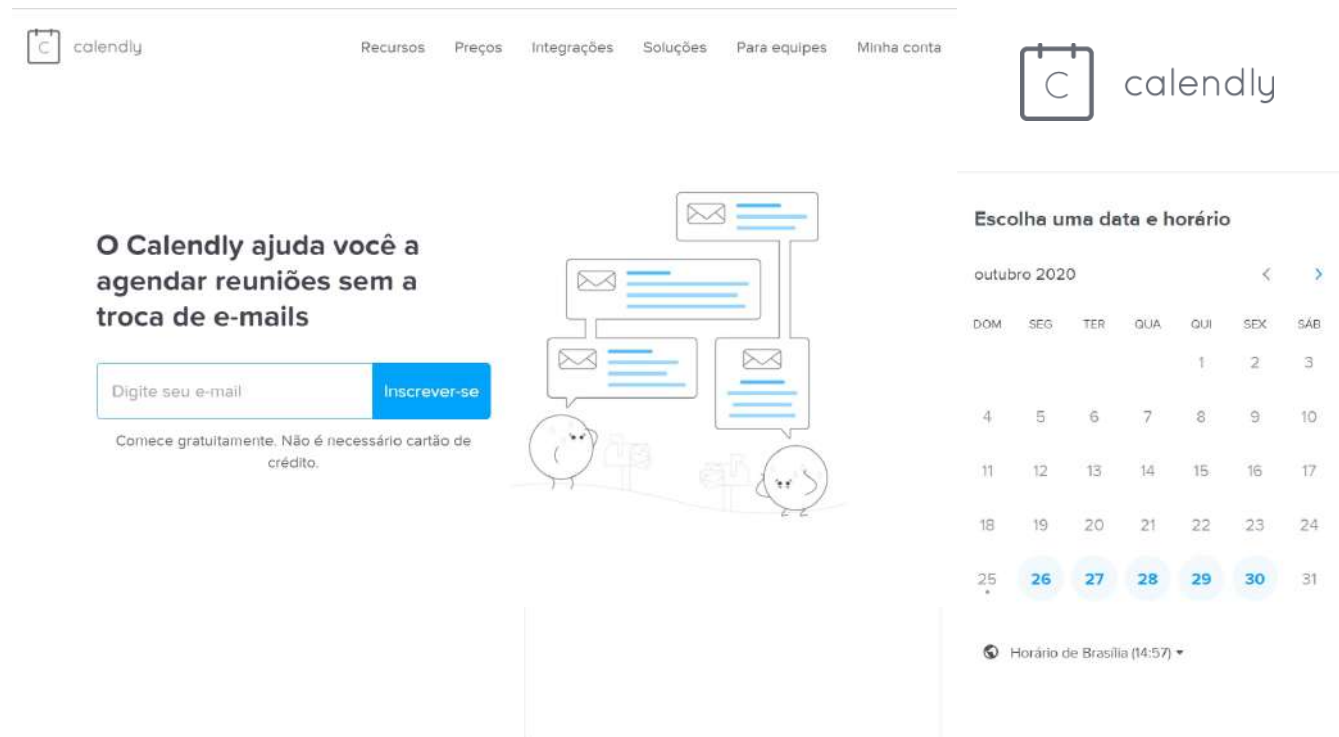 C calendly
Recursos Preços Integrações Soluções Para equipes Minha conta
O Calendly ajuda você a
agendar reuniões sem a
troca de e-mails
Digite seu e-mail Inscrever-se
Comece gratuitamente. Não é necessário cartão de
crédito.
C calendly
Escolha uma data e horário
outubro 2020 < >
DOM SEG TER QUA QUI SEX SÁB
1 2 3
4 5 6 7 8 9 10
11 12 13 14 15 16 17
18 19 20 21 22 23 24
25 26 27 28 29 30 31
Horário de Brasília (14:57)